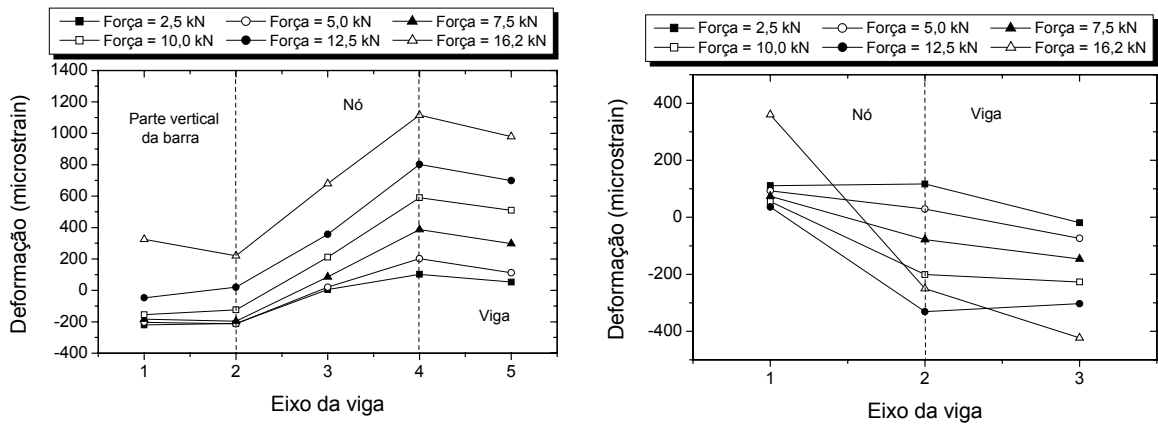 Força = 2,5 kN Força = 5,0 kN Força = 7,5 kN
Força = 10,0 kN Força = 12,5 kN Força = 16,2 kN
1400
1200
1000
800
600
400
200
0
-200
-400
Deformação (microstrain)
Parte vertical
da barra
Nó
Viga
1 2 3 4 5
Eixo da viga
Força = 2,5 kN Força = 5,0 kN Força = 7,5 kN
Força = 10,0 kN Força = 12,5 kN Força = 16,2 kN
400
200
0
-200
-400
Deformação (microstrain)
Nó Viga
1 2 3
Eixo da viga